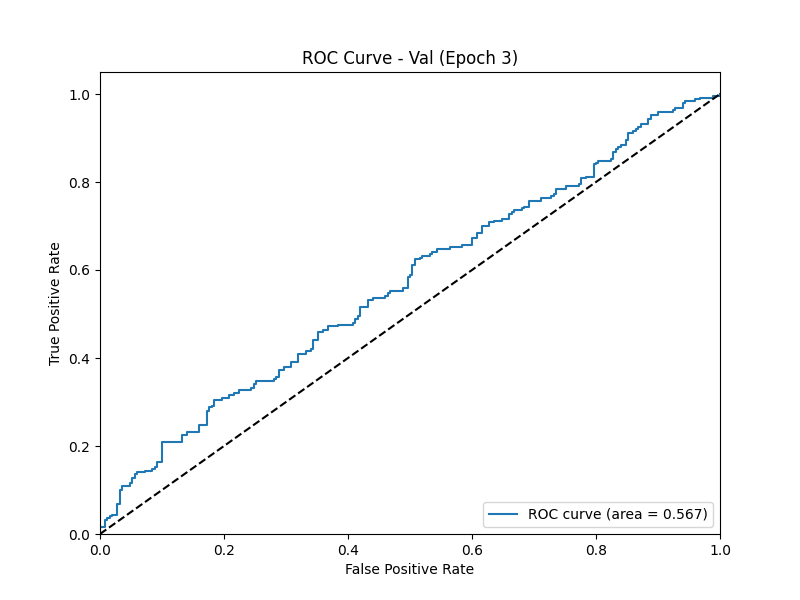 ROC Curve - Val (Epoch 3)
True Positive Rate
1.0
0.8
0.6
0.4
0.2
0.0
0.0 0.2 0.4 0.6 0.8 1.0
False Positive Rate
ROC curve (area = 0.567)